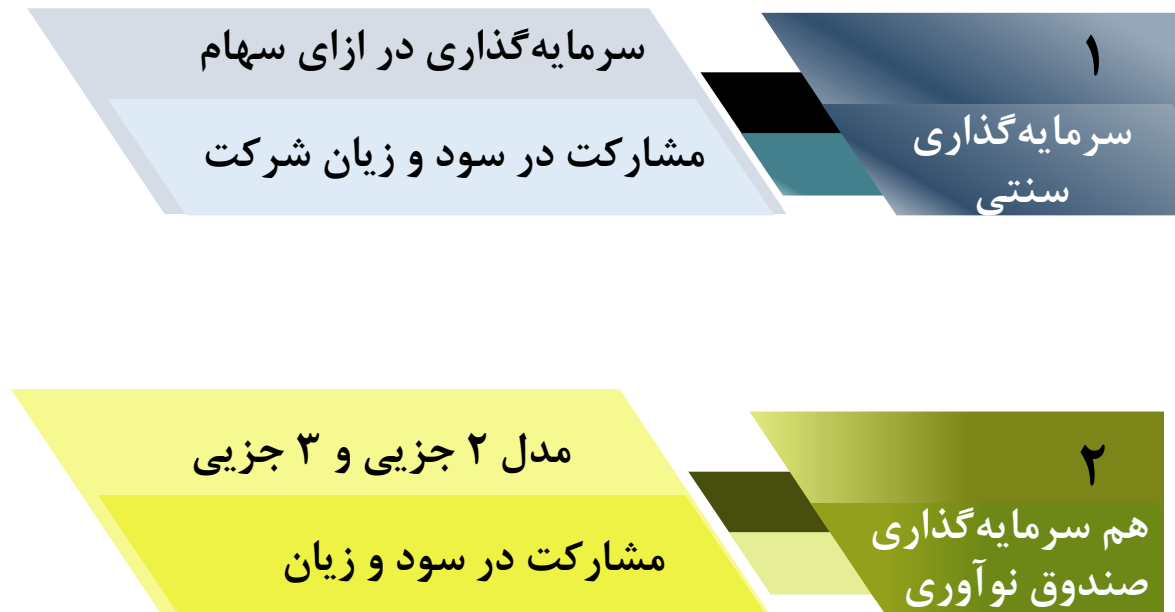 ۱
سرمایه‌گذاری
سنتی
سرمایه‌گذاری در ازای سهام
مشارکت در سود و زیان شرکت
۲
هم سرمایه‌گذاری
صندوق نوآوری
مدل ۲ جزیی و ۳ جزیی
مشارکت در سود و زیان